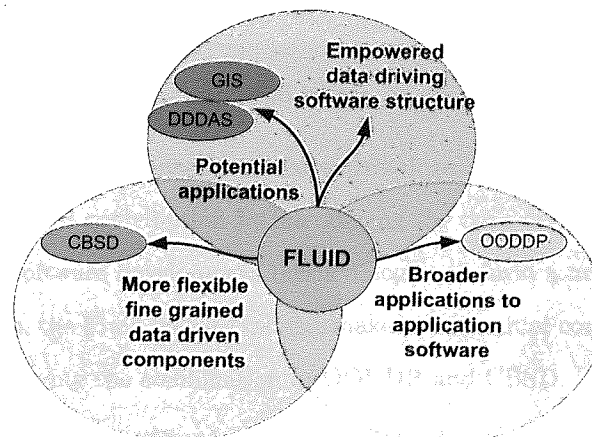 Empowered
data driving
software structure
GIS
DDDAS
Potential
applications
CBSD
FLUID
OODDP
More flexible
fine grained
data driven
components
Broader
applications to
application
software